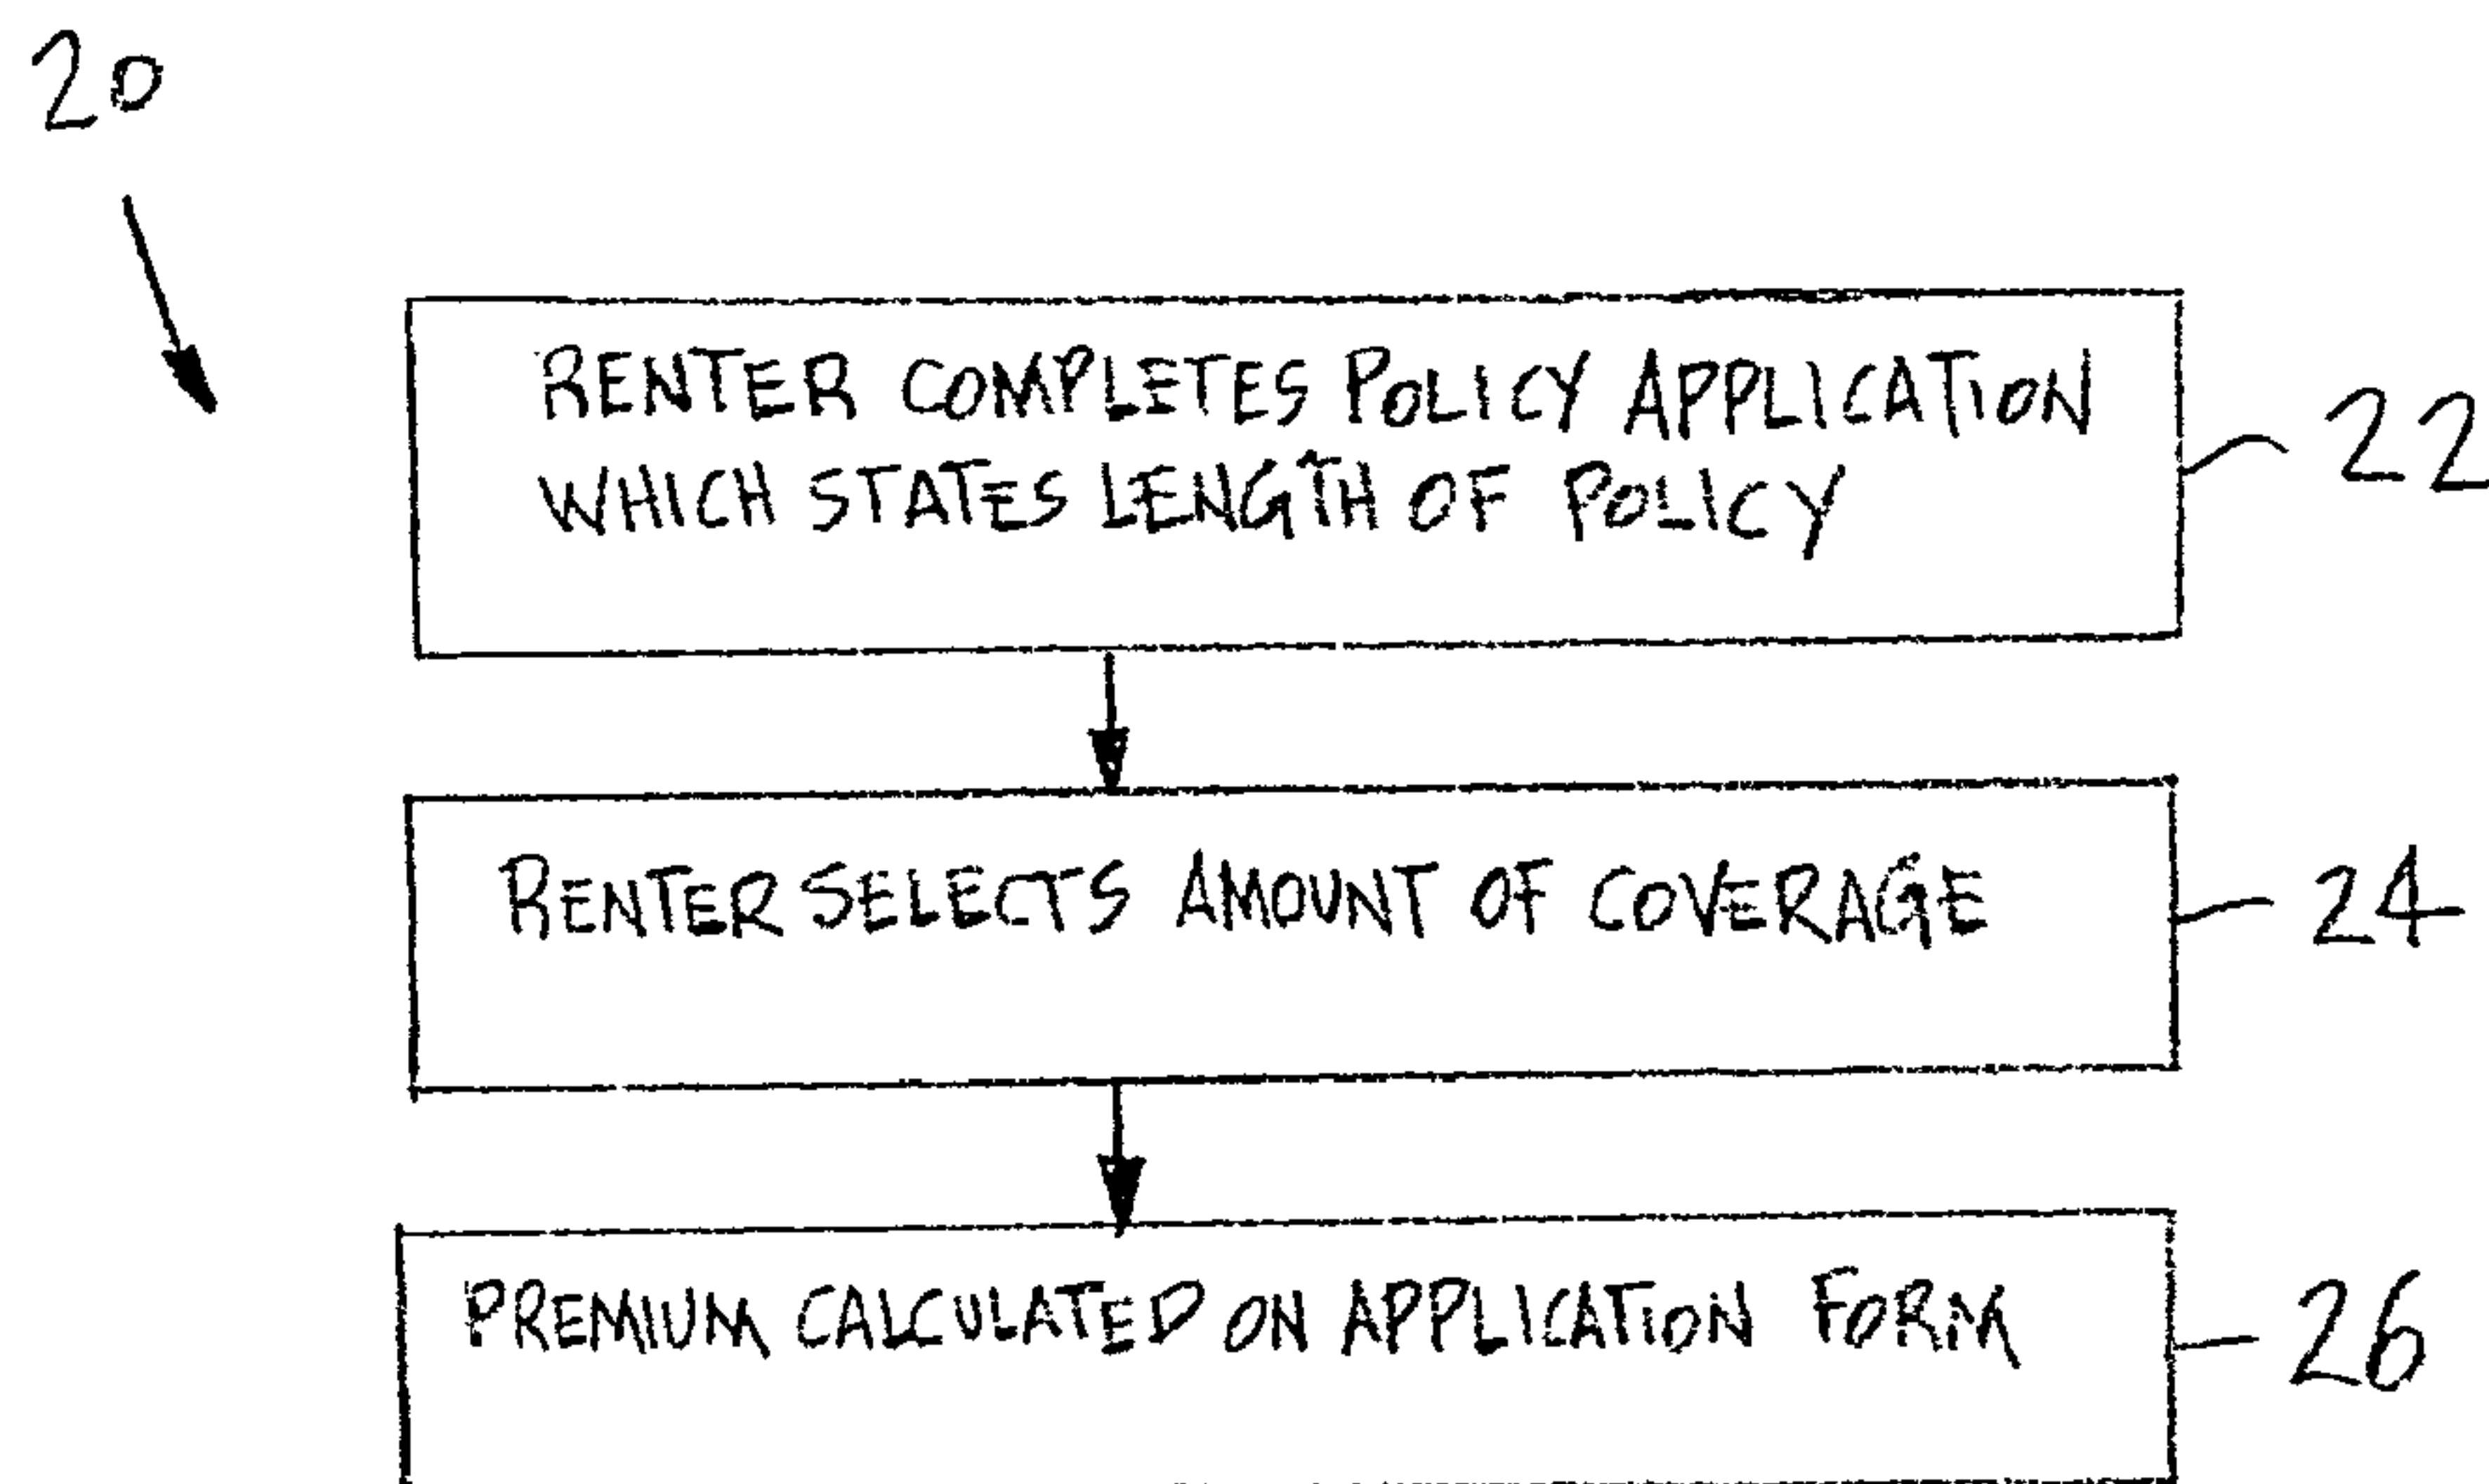 20
RENTER COMPLETES POLICY APPLICATION
WHICH STATES LENGTH OF POLICY
22
RENTER SELECTS AMOUNT OF COVERAGE
24
PREMIUM CALCULATED ON APPLICATION FORM
26